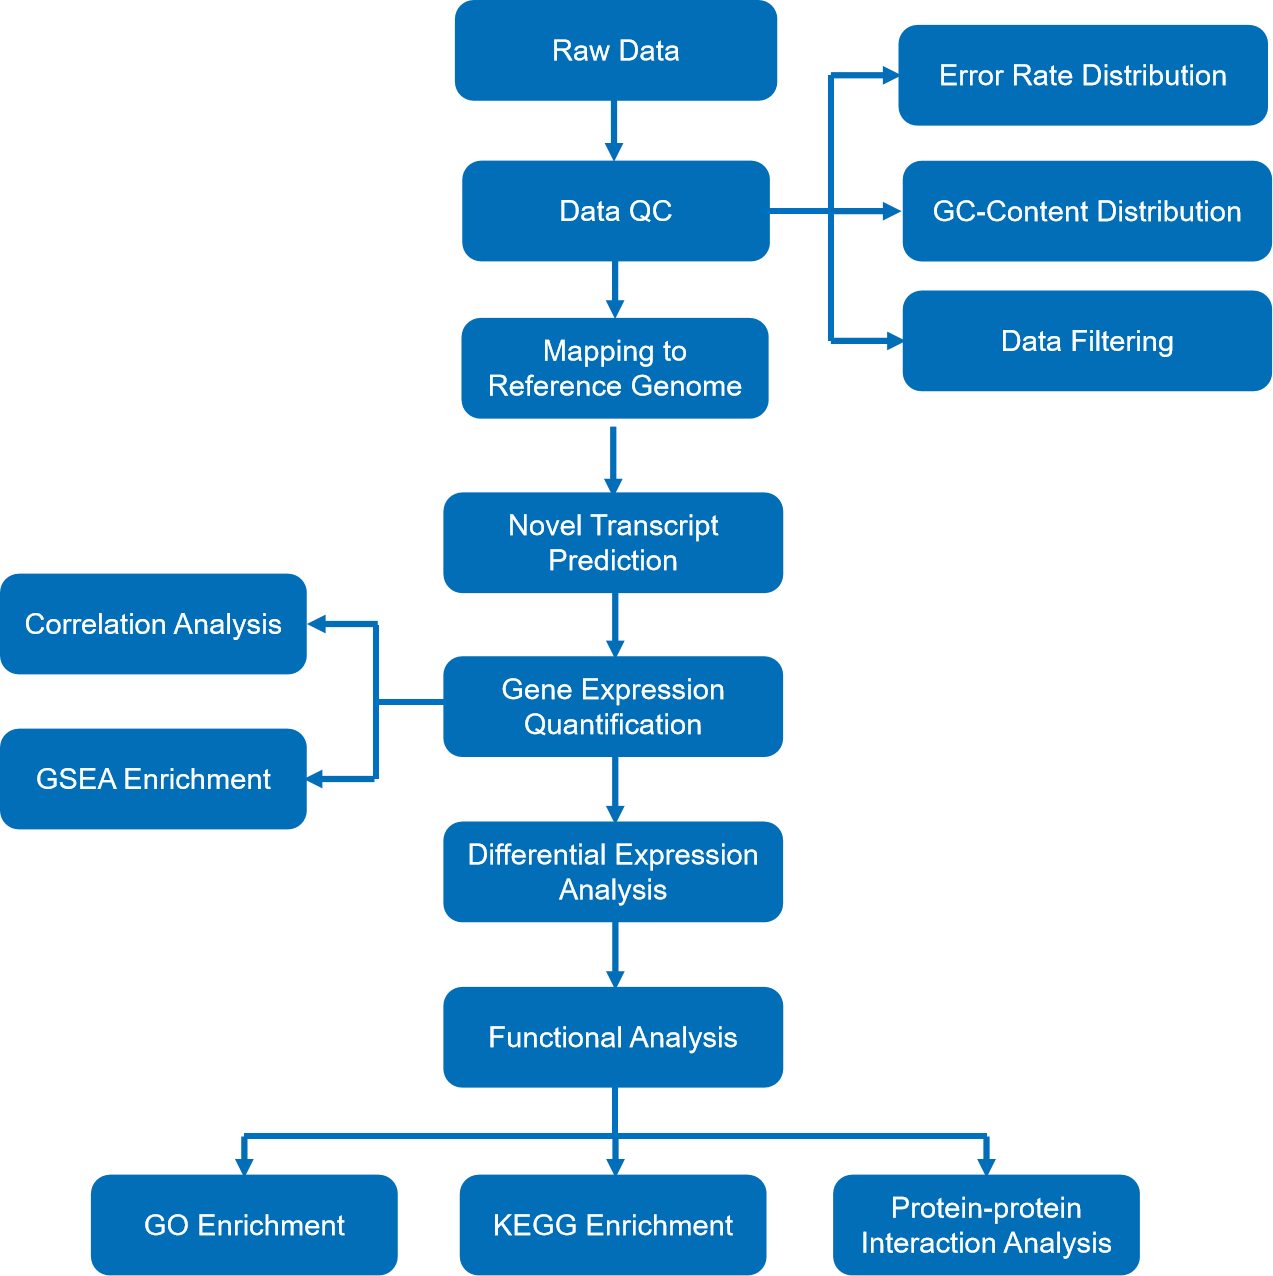 Raw Data
Error Rate Distribution
Data QC
GC-Content Distribution
Data Filtering
Mapping to
Reference Genome
Novel Transcript
Prediction
Correlation Analysis
Gene Expression
Quantification
GSEA Enrichment
Differential Expression
Analysis
Functional Analysis
GO Enrichment
KEGG Enrichment
Protein-protein
Interaction Analysis